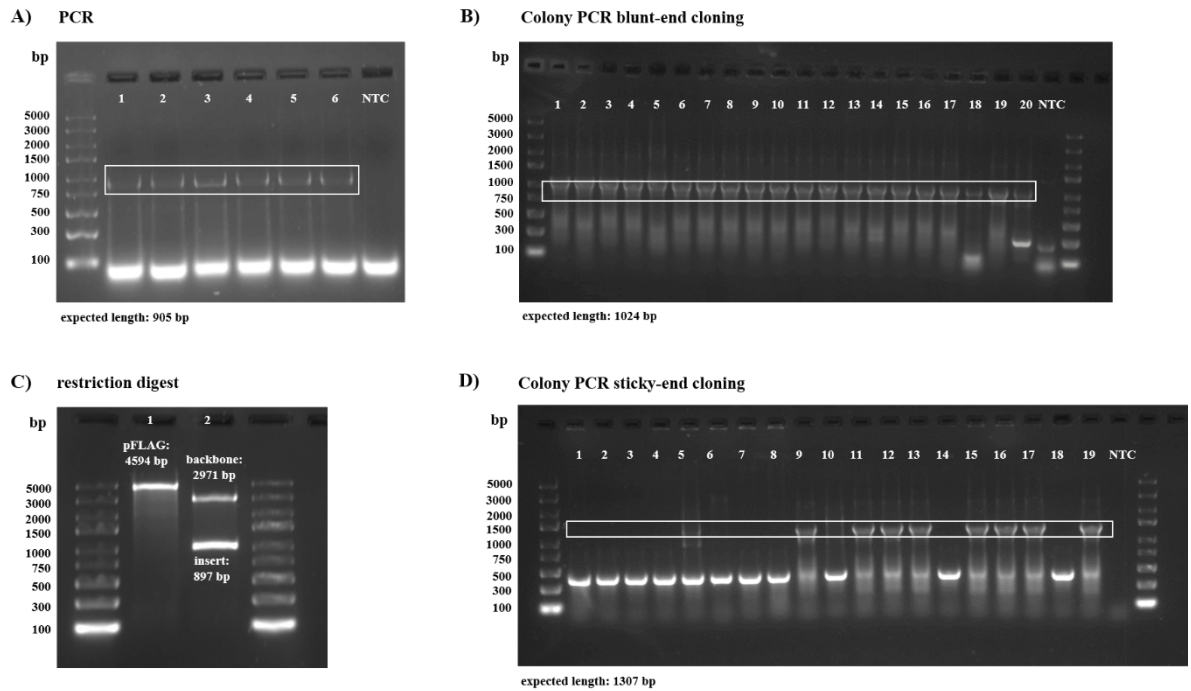 A) PCR
bp
1 2 3 4 5 6 NTC
5000
3000
2000
1500
1000
750
500
300
100
expected length: 905 bp
B) Colony PCR blunt-end cloning
bp
1 2 3 4 5 6 7 8 9 10 11 12 13 14 15 16 17 18 19 20 NTC
5000
3000
2000
1500
1000
750
500
300
100
expected length: 1024 bp
C) restriction digest
bp
1 2
pFLAG:
4594 bp
backbone:
2971 bp
5000
3000
2000
1500
1000
750
500
300
100
insert:
897 bp
D) Colony PCR sticky-end cloning
bp
1 2 3 4 5 6 7 8 9 10 11 12 13 14 15 16 17 18 19 NTC
5000
3000
2000
1500
1000
750
500
300
100
expected length: 1307 bp